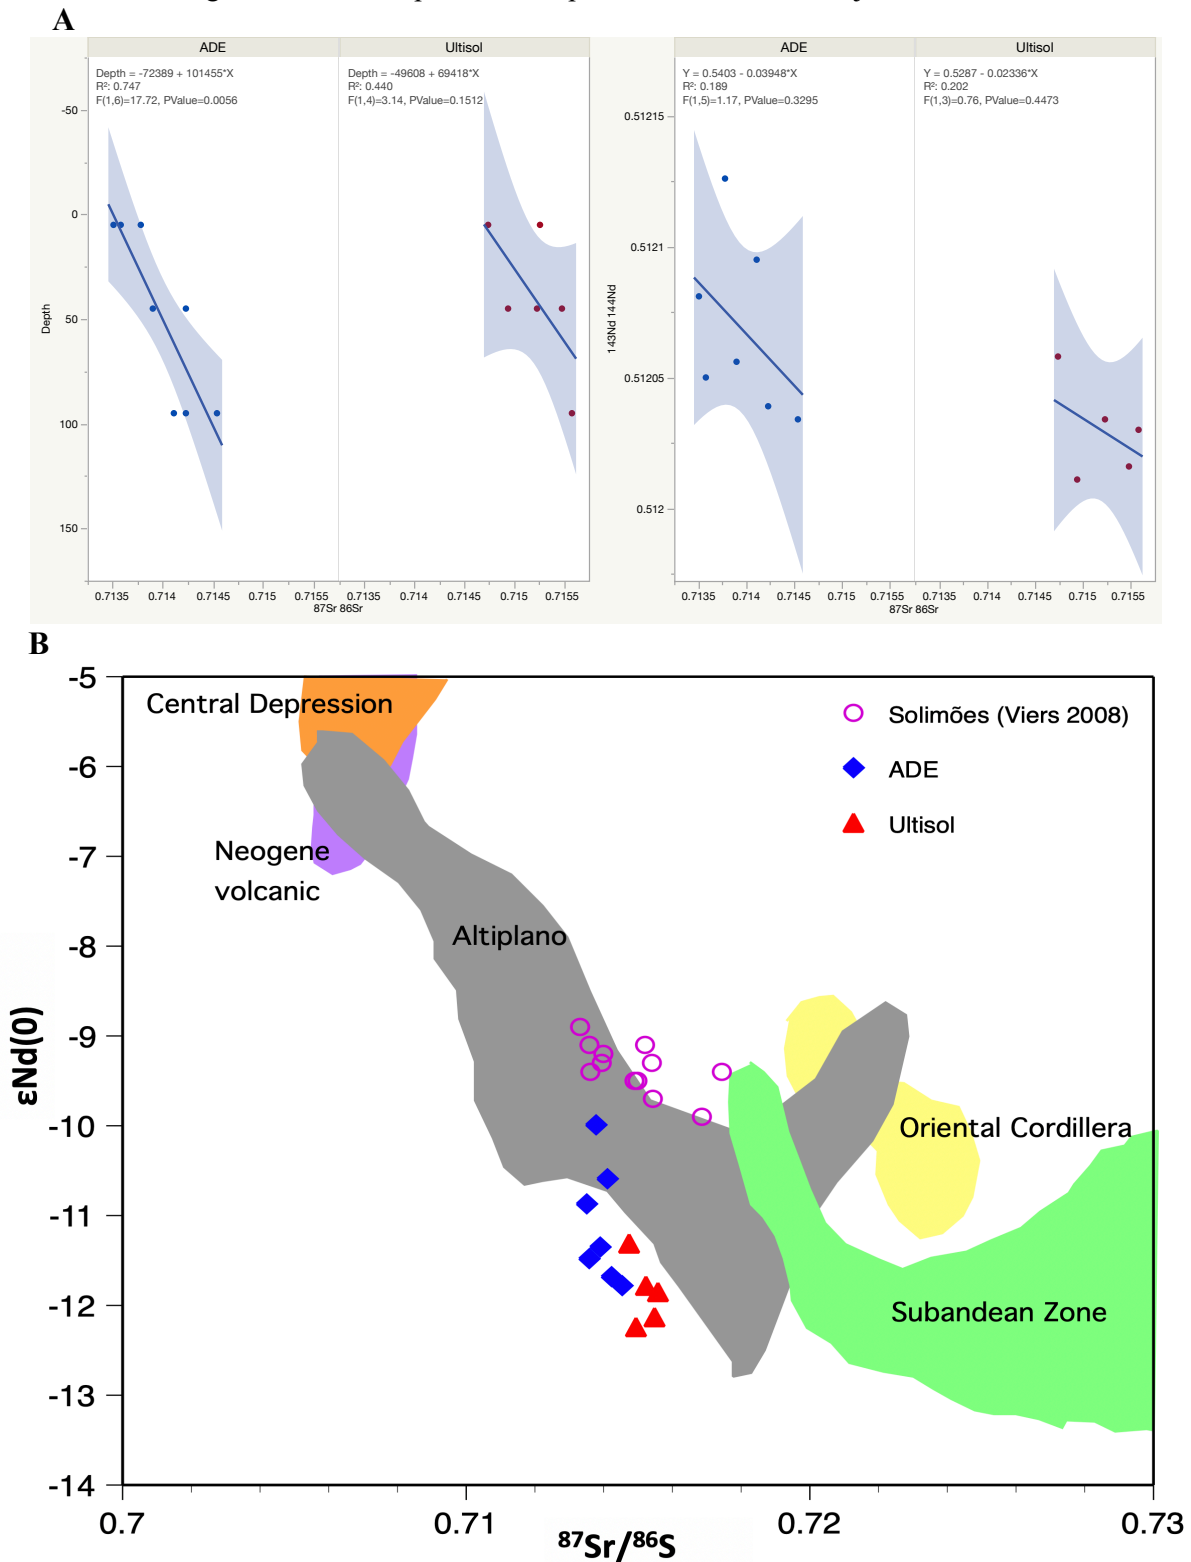 A
ADE Ultisol ADE Ultisol
Depth = -72389 + 101455*X
R²: 0.747
F(1,6)=17.72, PValue=0.0056
Depth = -49608 + 69418*X
R²: 0.440
F(1,4)=3.14, PValue=0.1512
Y = 0.5403 - 0.03948*X
R²: 0.189
F(1,5)=1.17, PValue=0.3295
Y = 0.5287 - 0.02336*X
R²: 0.202
F(1,3)=0.76, PValue=0.4473
-50
0
50
100
150
Depth
0.7135 0.714 0.7145 0.715 0.7155 0.7135 0.714 0.7145 0.715 0.7155
87Sr 86Sr
0.51215
0.5121
0.51205
0.512
143Nd 144Nd
0.7135 0.714 0.7145 0.715 0.7155 0.7135 0.714 0.7145 0.715 0.7155
87Sr 86Sr
B
-5
-6
-7
-8
-9
-10
-11
-12
-13
-14
εNd(0)
Central Depression
Neogene
volcanic
Altiplano
Oriental Cordillera
Subandean Zone
Solimões (Viers 2008)
ADE
Ultisol
0.7 0.71 0.72 0.73
⁸⁷Sr/⁸⁶S